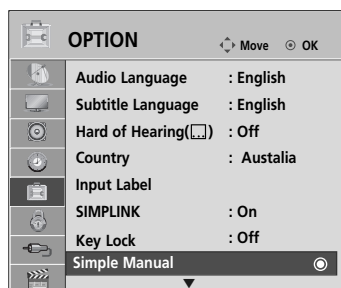 OPTION Move OK
Audio Language : English
Subtitle Language : English
Hard of Hearing( ) : Off
Country : Austalia
Input Label
SIMPLINK : On
Key Lock : Off
Simple Manual